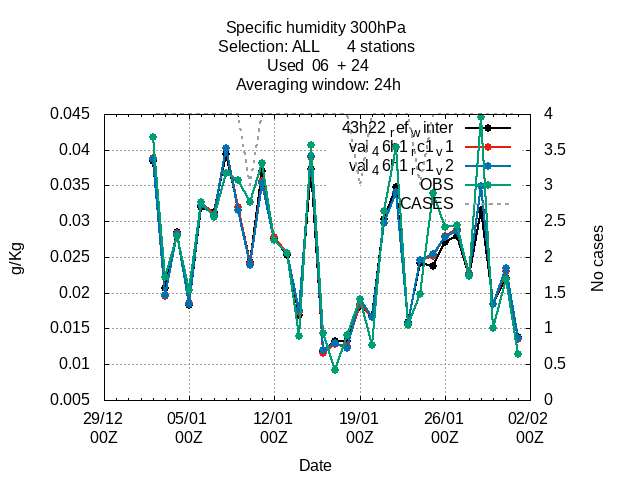 Specific humidity 300hPa
Selection: ALL 4 stations
Used 06 + 24
Averaging window: 24h
0.045
0.04
0.035
0.03
0.025
0.02
0.015
0.01
0.005
4
3.5
3
2.5
2
1.5
1
0.5
0
g/Kg
No cases
43h22_ref_winter
val_46h1_rc1_v1
val_46h1_rc1_v2
OBS
CASES
29/12 05/01 12/01 19/01 26/01 02/02
00Z 00Z 00Z 00Z 00Z 00Z
Date